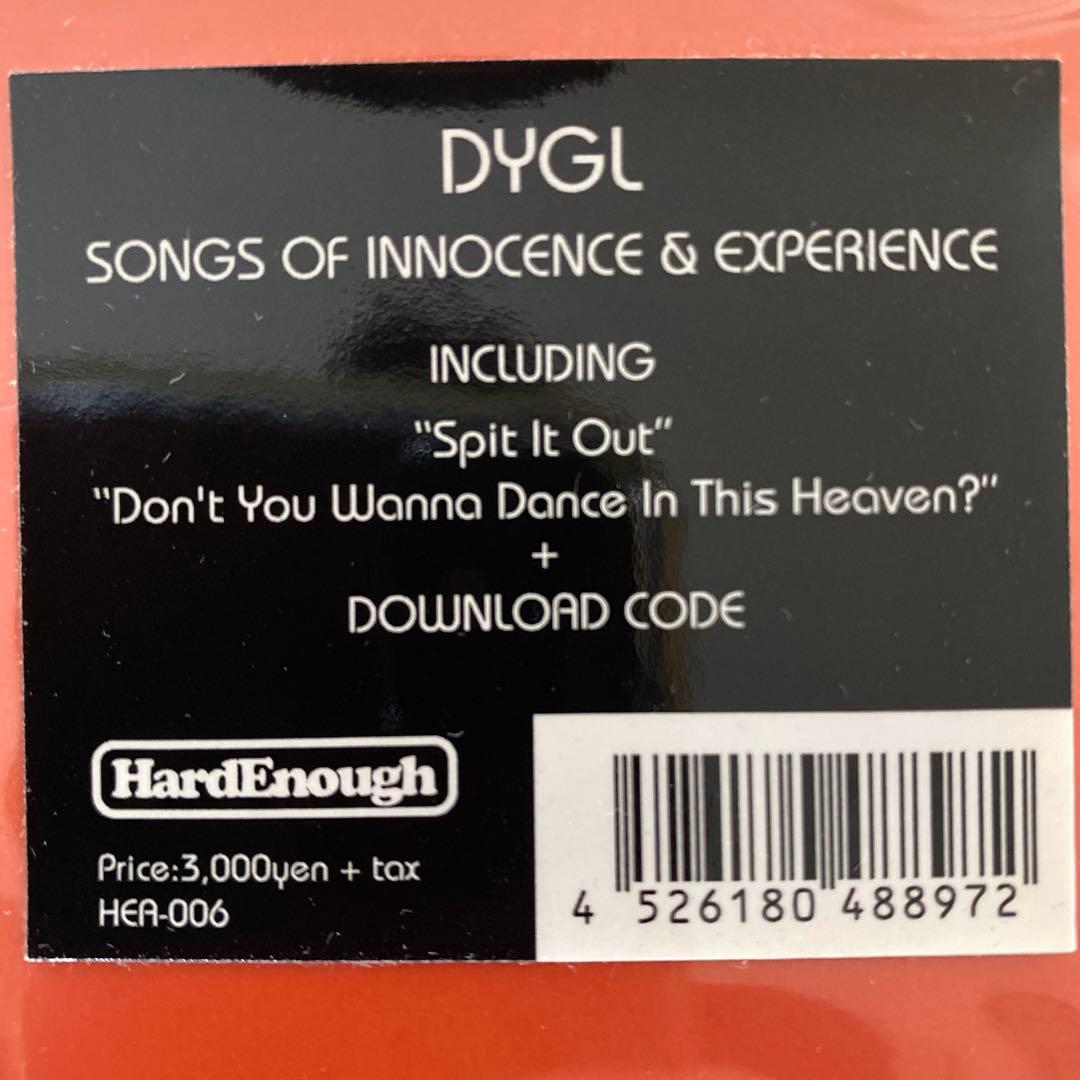 DYGL
SONGS OF INNOCENCE & EXPERIENCE
INCLUDING
"Spit It Out"
"Don't You Wanna Dance In This Heaven?"
+
DOWNLOAD CODE
HardEnough
Price:3,000yen + tax
HEA-006
4 526180 488972